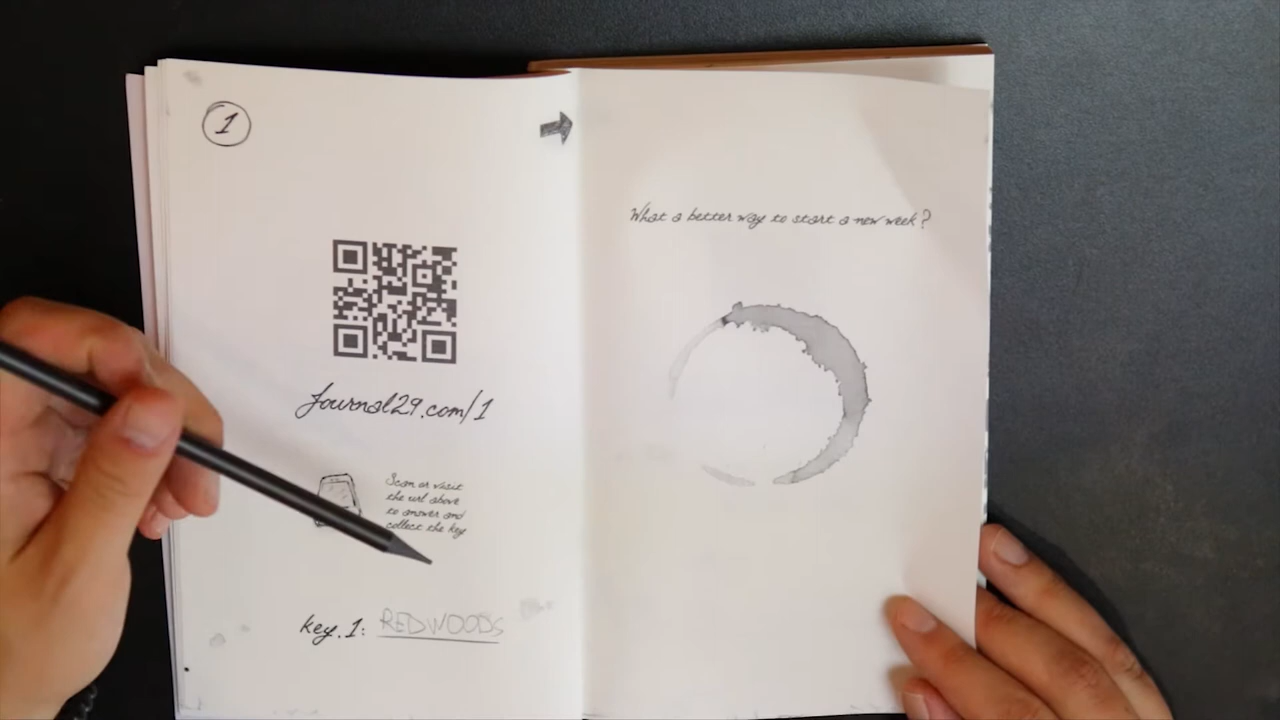 1
Journal29.com/1
Scan or visit
the url above
to answer and
collect the key
key.1: REDWOODS
What a better way to start a new week?